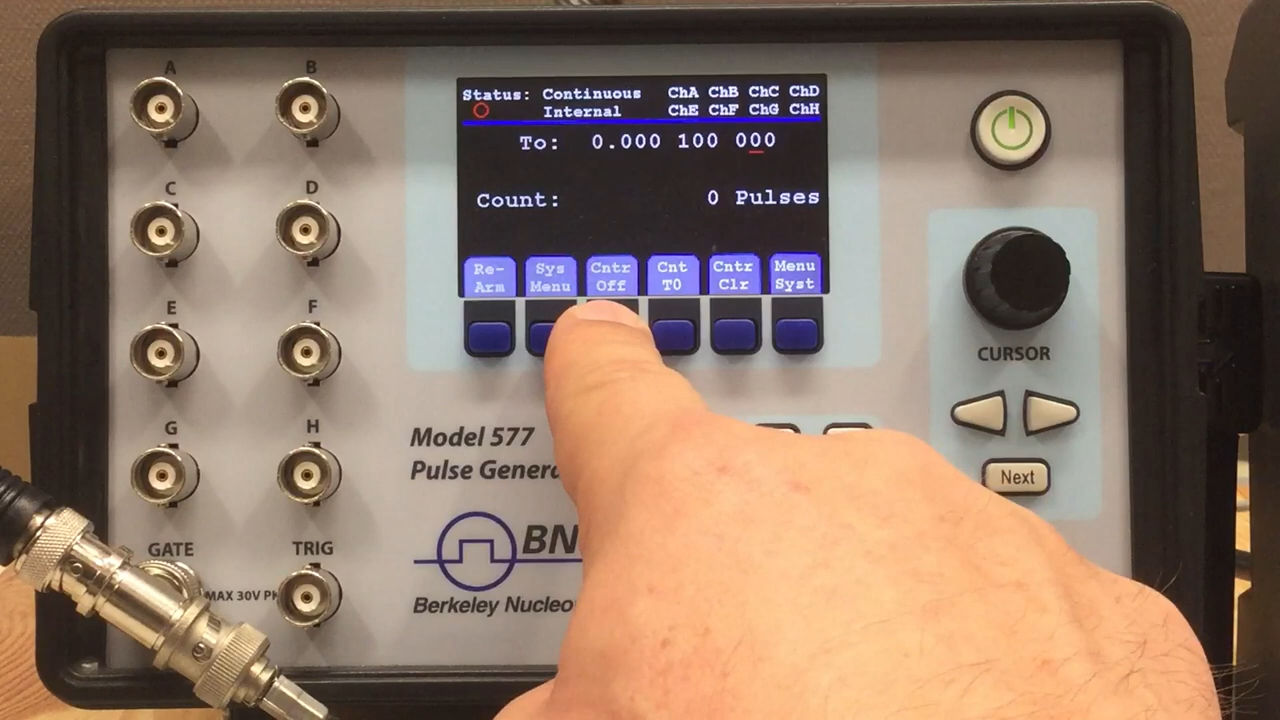 A B
C D
E F
G H
GATE TRIG
MAX 30V
Status: Continuous ChA ChB ChC ChD
Internal ChE ChF ChG ChH
To: 0.000 100 000
Count: 0 Pulses
Re-Arm
Sys Menu
Cntr Off
Cnt T0
Cntr Clr
Menu Syst
Model 577
Pulse
BN
Berkeley
CURSOR
Next